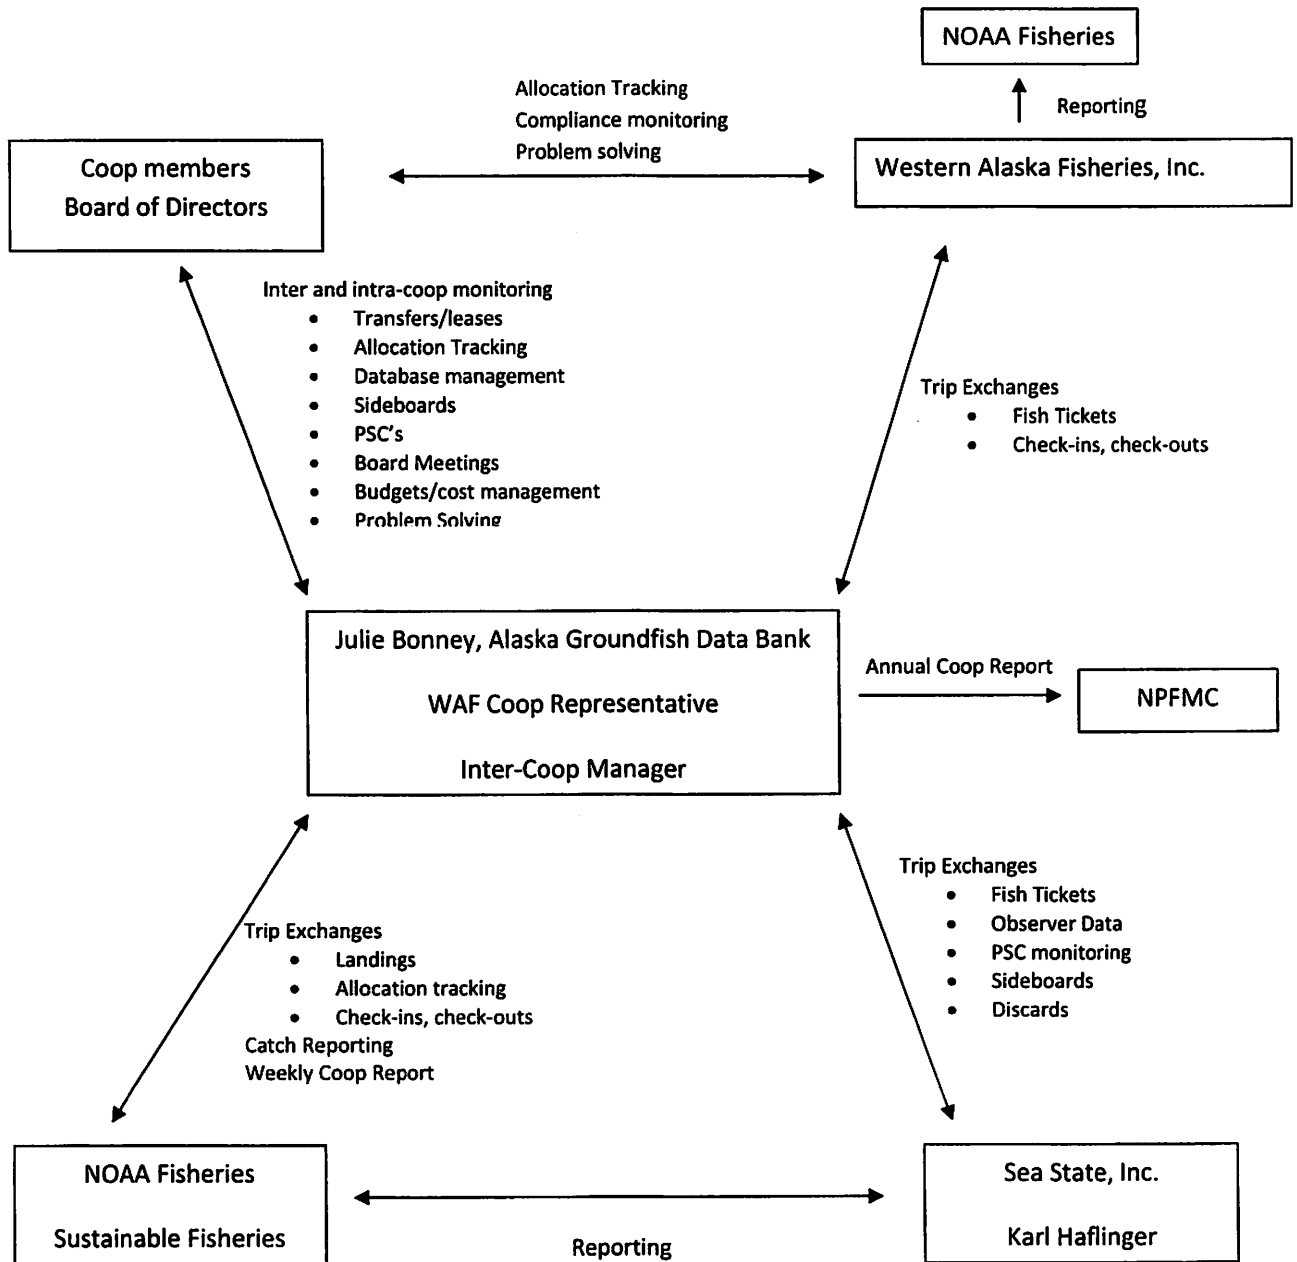 NOAA Fisheries
Reporting
Allocation Tracking
Compliance monitoring
Problem solving
Coop members
Board of Directors
Western Alaska Fisheries, Inc.
Inter and intra-coop monitoring
• Transfers/leases
• Allocation Tracking
• Database management
• Sideboards
• PSC's
• Board Meetings
• Budgets/cost management
• Problem Solving
Trip Exchanges
• Fish Tickets
• Check-ins, check-outs
Julie Bonney, Alaska Groundfish Data Bank
WAF Coop Representative
Inter-Coop Manager
Annual Coop Report
NPFMC
Trip Exchanges
• Landings
• Allocation tracking
• Check-ins, check-outs
Catch Reporting
Weekly Coop Report
Trip Exchanges
• Fish Tickets
• Observer Data
• PSC monitoring
• Sideboards
• Discards
NOAA Fisheries
Sustainable Fisheries
Reporting
Sea State, Inc.
Karl Haflinger